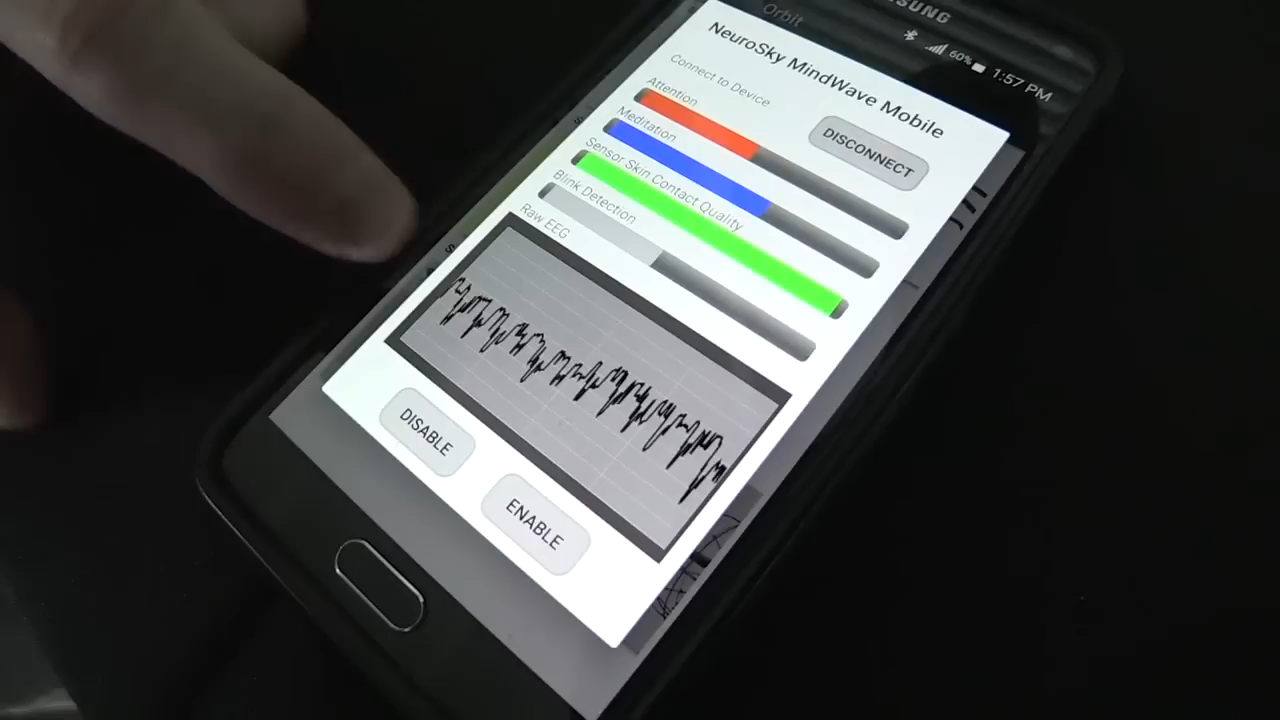 SAMSUNG
Orbit
60% 1:57 PM
NeuroSky MindWave Mobile
Connect to Device
DISCONNECT
Attention
Meditation
Sensor Skin Contact Quality
Blink Detection
Raw EEG
DISABLE
ENABLE